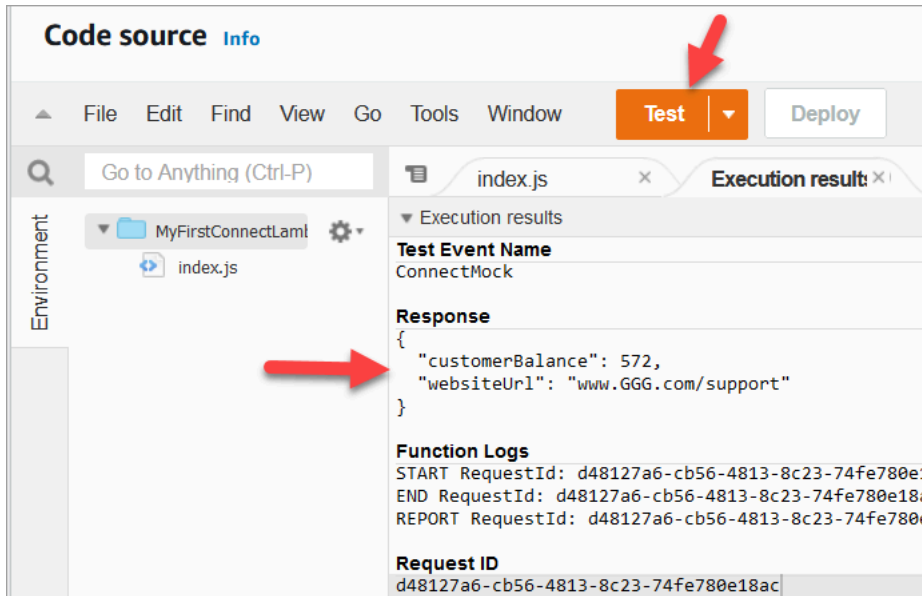 Code source Info
File Edit Find View Go Tools Window Test Deploy
Go to Anything (Ctrl-P)
index.js
Execution results
Environment
MyFirstConnectLaml
index.js
Execution results
Test Event Name
ConnectMock
Response
{
"customerBalance": 572,
"websiteUrl": "www.GGG.com/support"
}
Function Logs
START RequestId: d48127a6-cb56-4813-8c23-74fe780e1
END RequestId: d48127a6-cb56-4813-8c23-74fe780e18a
REPORT RequestId: d48127a6-cb56-4813-8c23-74fe780e
Request ID
d48127a6-cb56-4813-8c23-74fe780e18ac